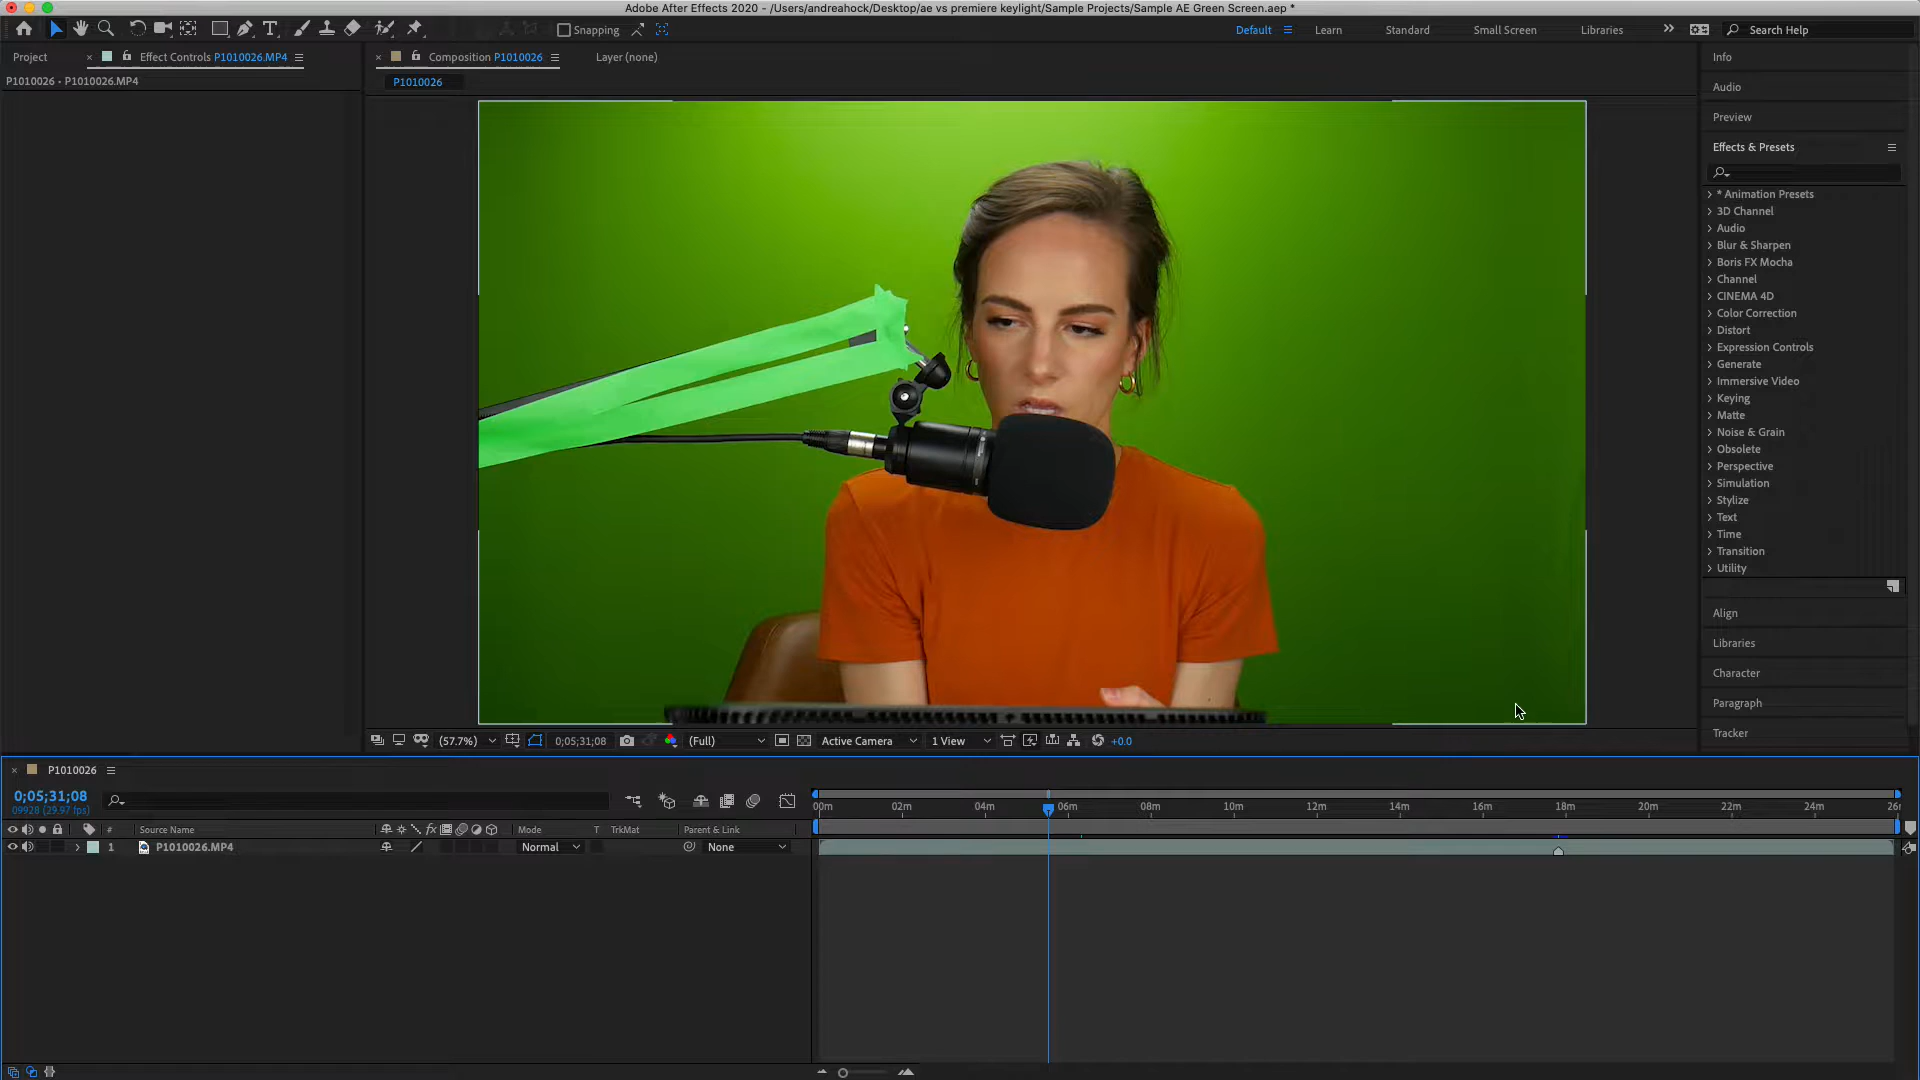 Adobe After Effects 2020 - /Users/andreahock/Desktop/ae vs premiere keylight/Sample Projects/Sample AE Green Screen.aep *
Snapping
Default
Learn
Standard
Small Screen
Libraries
Search Help
Project
Effect Controls P1010026.MP4
Composition P1010026
Layer (none)
P1010026 • P1010026.MP4
P1010026
Info
Audio
Preview
Effects & Presets
* Animation Presets
3D Channel
Audio
Blur & Sharpen
Boris FX Mocha
Channel
CINEMA 4D
Color Correction
Distort
Expression Controls
Generate
Immersive Video
Keying
Matte
Noise & Grain
Obsolete
Perspective
Simulation
Stylize
Text
Time
Transition
Utility
Align
Libraries
Character
Paragraph
Tracker
(57.7%)
0;05;31;08
(Full)
Active Camera
1 View
+0.0
P1010026
0;05;31;08
09928 (29.97 fps)
00m 02m 04m 06m 08m 10m 12m 14m 16m 18m 20m 22m 24m 26
# Source Name Mode T TrkMat Parent & Link
1 P1010026.MP4 Normal None